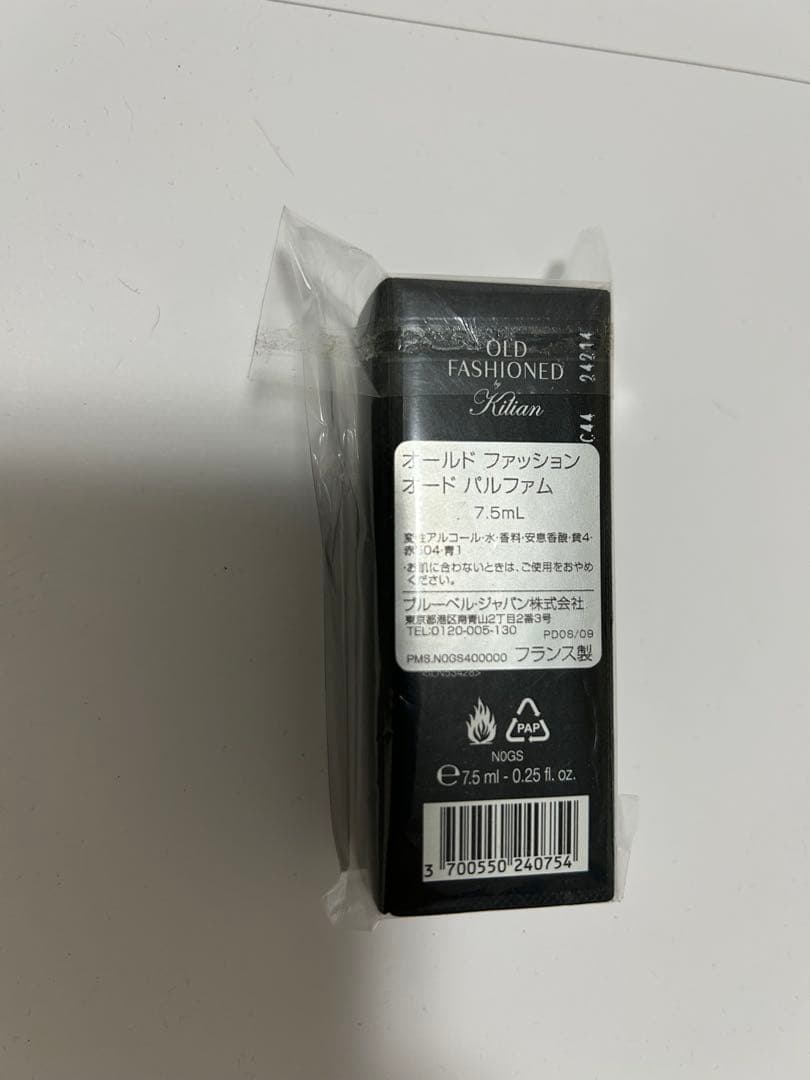 OLD
FASHIONED
by
Kilian
C44 24214
オールド ファッション
オード パルファム
7.5mL
変性アルコール・水・香料・安息香酸・黄4・
赤504・青1
・お肌に合わないときは、ご使用をおやめ
ください。
ブルーベル・ジャパン株式会社
東京都港区南青山2丁目2番3号
TEL:0120-005-130 PD08/09
PMS.N0GS400000 フランス製
<ILN53428>
PAP
N0GS
e 7.5 ml - 0.25 fl. oz.
3 700550 240754